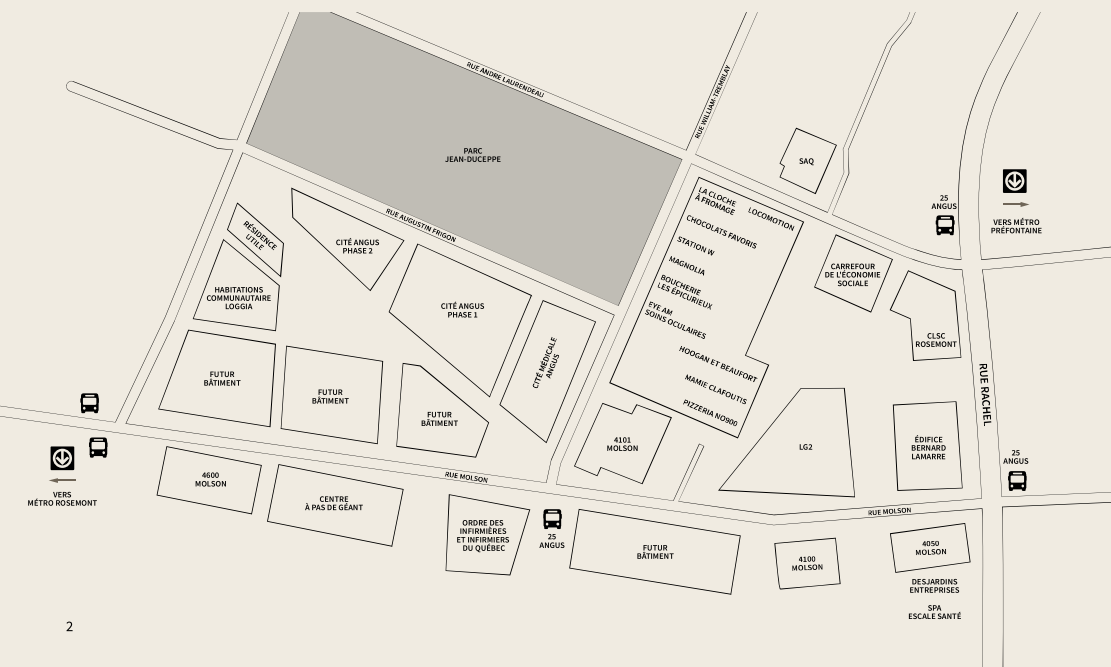 RUE ANDRE LAURENDEAU
RUE WILLIAM-TREMBLAY
PARC
JEAN-DUCEPPE
SAQ
25
ANGUS
VERS MÉTRO
PRÉFONTAINE
LA CLOCHE
À FROMAGE
LOCOMOTION
CHOCOLATS FAVORIS
STATION W
MAGNOLIA
BOUCHERIE
LES ÉPICURIEUX
EYE AM
SOINS OCULAIRES
HOOGAN ET BEAUFORT
MAMIE CLAFOUTIS
PIZZERIA NO900
RUE AUGUSTIN FRIGON
RÉSIDENCE
UTILE
CITÉ ANGUS
PHASE 2
HABITATIONS
COMMUNAUTAIRE
LOGGIA
CITÉ ANGUS
PHASE 1
CITÉ MÉDICALE
ANGUS
CARREFOUR
DE L'ÉCONOMIE
SOCIALE
CLSC
ROSEMONT
RUE RACHEL
FUTUR
BÂTIMENT
FUTUR
BÂTIMENT
FUTUR
BÂTIMENT
4101
MOLSON
LG2
ÉDIFICE
BERNARD
LAMARRE
25
ANGUS
VERS
MÉTRO ROSEMONT
4600
MOLSON
RUE MOLSON
CENTRE
À PAS DE GÉANT
ORDRE DES
INFIRMIÈRES
ET INFIRMIERS
DU QUÉBEC
25
ANGUS
FUTUR
BÂTIMENT
RUE MOLSON
4100
MOLSON
4050
MOLSON
DESJARDINS
ENTREPRISES
SPA
ESCALE SANTÉ
2